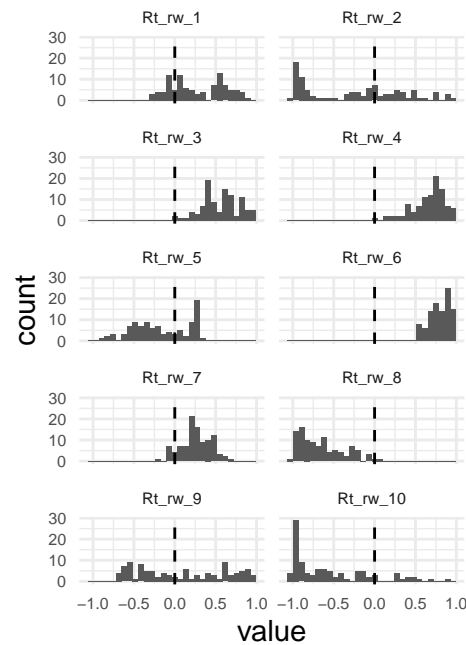 Rt_rw_1 Rt_rw_2
30
20
10
0
Rt_rw_3 Rt_rw_4
30
20
10
0
Rt_rw_5 Rt_rw_6
30
20
10
0
Rt_rw_7 Rt_rw_8
30
20
10
0
Rt_rw_9 Rt_rw_10
30
20
10
0
−1.0 −0.5 0.0 0.5 1.0 −1.0 −0.5 0.0 0.5 1.0
value
count